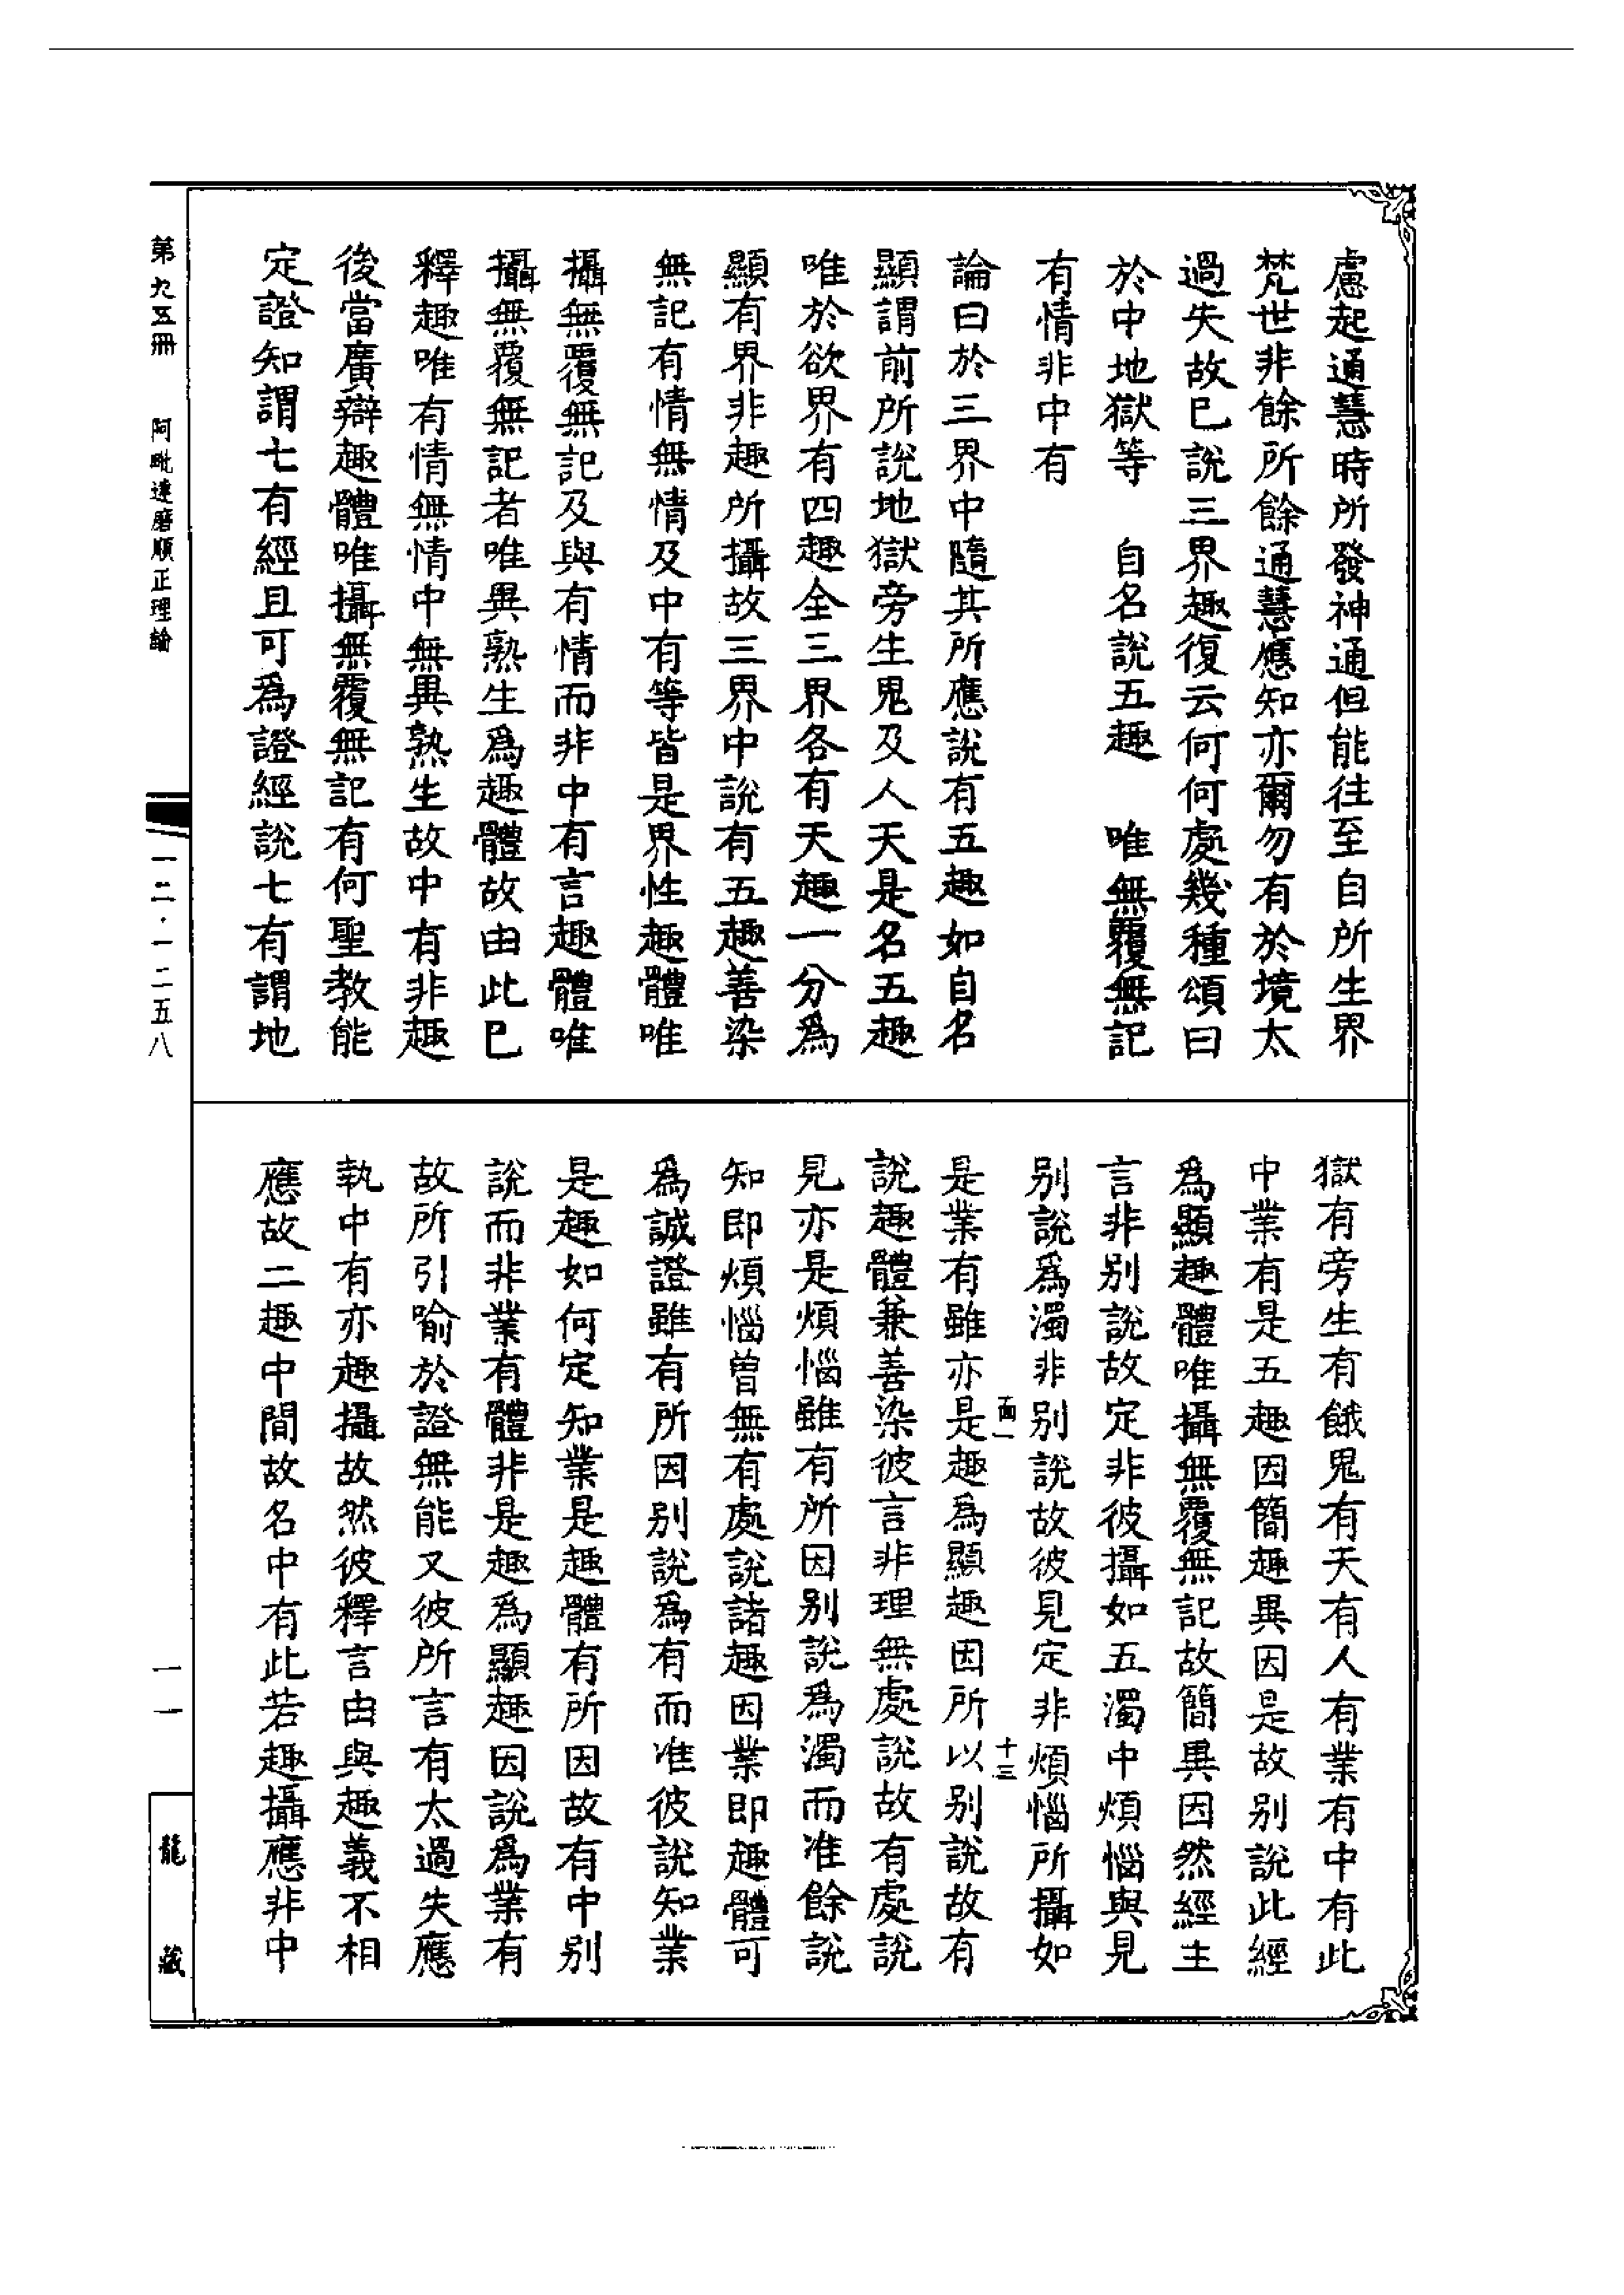 慮起通慧時所發神通但能往至自所生界
梵世非餘所餘通慧應知亦爾勿有於境太
過失故已說三界趣復云何何處幾種頌曰
於中地獄等　自名說五趣　唯無覆無記
有情非中有
論曰於三界中隨其所應說有五趣如自名
顯謂前所說地獄旁生鬼及人天是名五趣
唯於欲界有四趣全三界各有天趣一分為
顯有界非趣所攝故三界中說有五趣善染
無記有情無情及中有等皆是界性趣體唯
攝無覆無記及與有情而非中有言趣體唯
攝無覆無記者唯異熟生爲趣體故由此已
釋趣唯有情無情中無異熟生故中有非趣
後當廣辯趣體唯攝無覆無記有何聖教能
定證知謂七有經且可爲證經說七有謂地
獄有旁生有餓鬼有天有人有業有中有此
中業有是五趣因簡趣異因是故別說此經
爲顯趣體唯攝無覆無記故簡異因然經主
言非別說故定非彼攝如五濁中煩惱與見
別說爲濁非別說故彼見定非煩惱所攝如
是業有雖亦是趣爲顯趣因所以別說故有
說趣體兼善染彼言非理無處說故有處說
見亦是煩惱雖有所因別說爲濁而准餘說
知即煩惱曾無有處說諸趣因業即趣體可
爲誠證雖有所因別說爲有而准彼說知業
是趣如何定知業是趣體有所因故有中別
說而非業有體非是趣爲顯趣因說爲業有
故所引喻於證無能又彼所言有太過失應
執中有亦趣攝故然彼釋言由與趣義不相
應故二趣中間故名中有此若趣攝應非中
第九五冊　阿毗達磨順正理論
一二·一二五八
一一
龍藏
十三